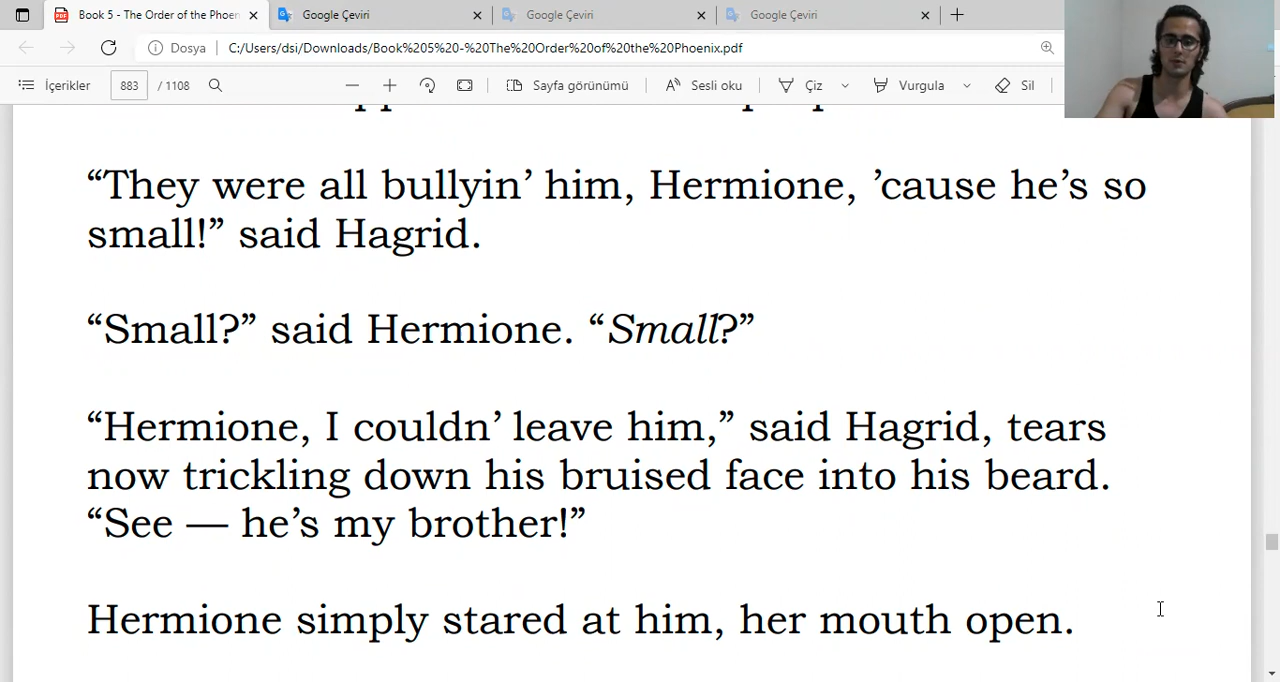 Book 5 - The Order of the Phoen
Google Çeviri
Google Çeviri
Google Çeviri
Dosya
C:/Users/dsi/Downloads/Book%205%20-%20The%20Order%20of%20the%20Phoenix.pdf
İçerikler
883 / 1108
Sayfa görünümü
Sesli oku
Çiz
Vurgula
Sil
“They were all bullyin’ him, Hermione, ’cause he’s so
small!” said Hagrid.
“Small?” said Hermione. “Small?”
“Hermione, I couldn’ leave him,” said Hagrid, tears
now trickling down his bruised face into his beard.
“See — he’s my brother!”
Hermione simply stared at him, her mouth open.